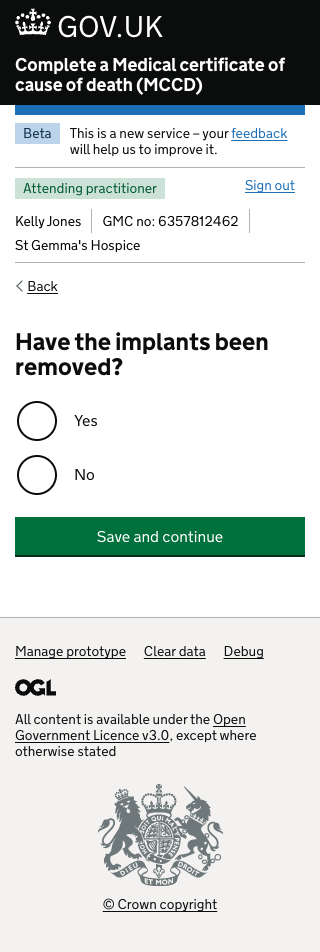 GOV.UK
Complete a Medical certificate of
cause of death (MCCD)
Beta This is a new service – your feedback
will help us to improve it.
Attending practitioner Sign out
Kelly Jones GMC no: 6357812462
St Gemma's Hospice
Back
Have the implants been
removed?
Yes
No
Save and continue
Manage prototype Clear data Debug
OGL
All content is available under the Open
Government Licence v3.0, except where
otherwise stated
DIEU ET MON DROIT
© Crown copyright